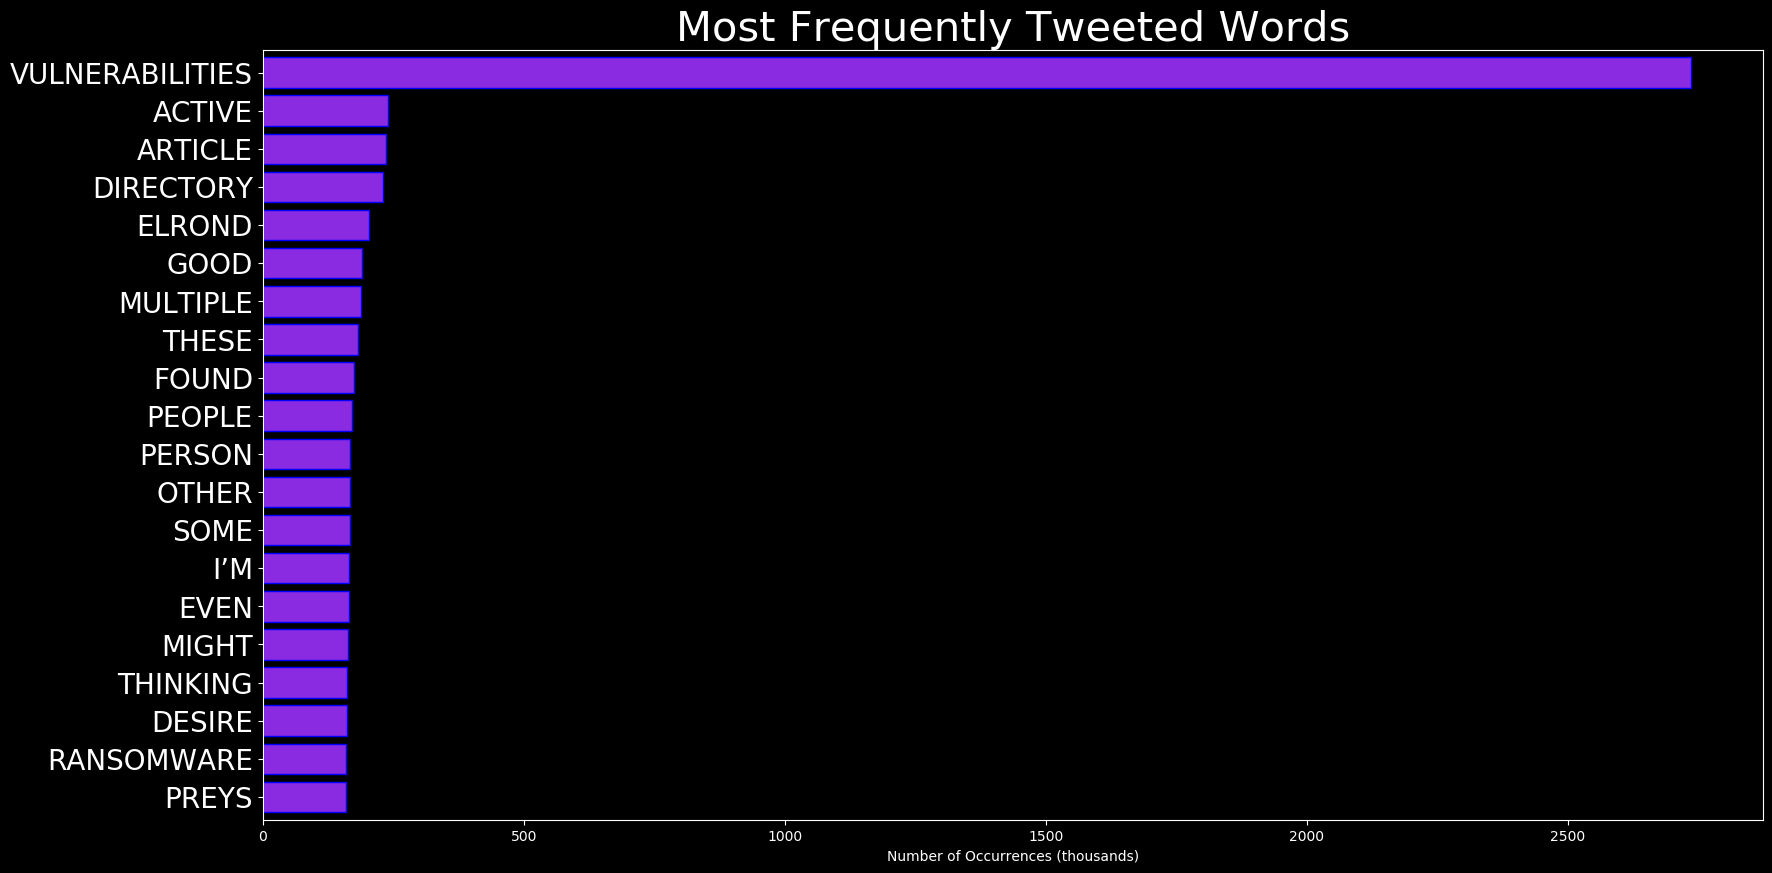 Most Frequently Tweeted Words
VULNERABILITIES
ACTIVE
ARTICLE
DIRECTORY
ELROND
GOOD
MULTIPLE
THESE
FOUND
PEOPLE
PERSON
OTHER
SOME
I’M
EVEN
MIGHT
THINKING
DESIRE
RANSOMWARE
PREYS
0 500 1000 1500 2000 2500
Number of Occurrences (thousands)